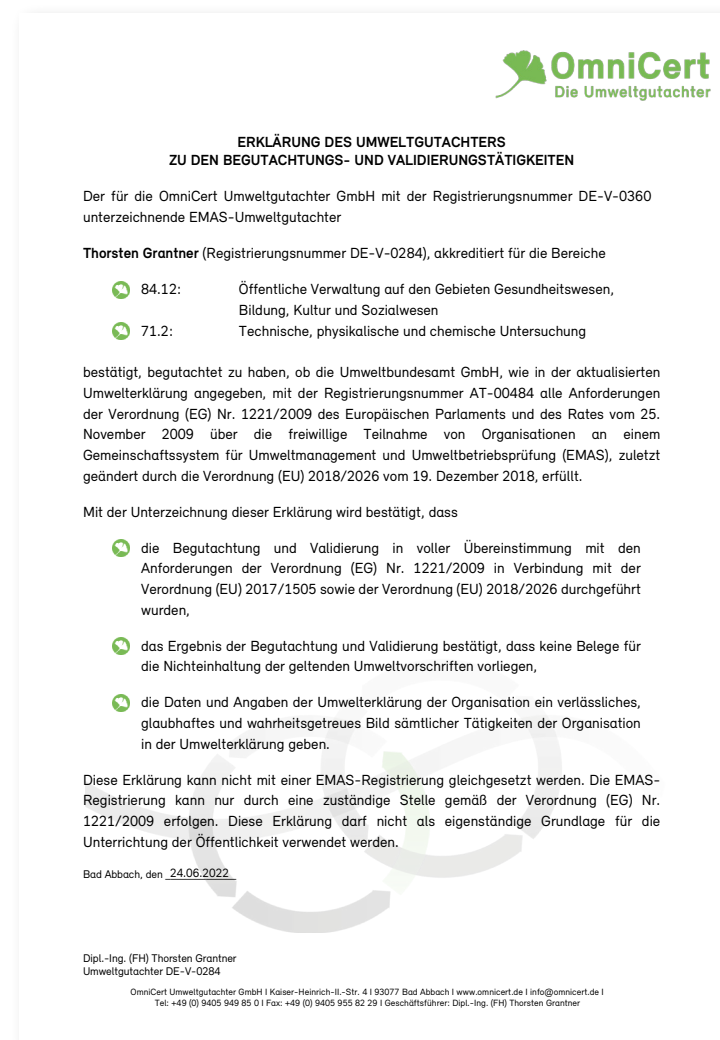 OmniCert
Die Umweltgutachter
ERKLÄRUNG DES UMWELTGUTACHTERS
ZU DEN BEGUTACHTUNGS- UND VALIDIERUNGSTÄTIGKEITEN
Der für die OmniCert Umweltgutachter GmbH mit der Registrierungsnummer DE-V-0360
unterzeichnende EMAS-Umweltgutachter
Thorsten Grantner (Registrierungsnummer DE-V-0284), akkreditiert für die Bereiche
84.12: Öffentliche Verwaltung auf den Gebieten Gesundheitswesen,
Bildung, Kultur und Sozialwesen
71.2: Technische, physikalische und chemische Untersuchung
bestätigt, begutachtet zu haben, ob die Umweltbundesamt GmbH, wie in der aktualisierten
Umwelterklärung angegeben, mit der Registrierungsnummer AT-00484 alle Anforderungen
der Verordnung (EG) Nr. 1221/2009 des Europäischen Parlaments und des Rates vom 25.
November 2009 über die freiwillige Teilnahme von Organisationen an einem
Gemeinschaftssystem für Umweltmanagement und Umweltbetriebsprüfung (EMAS), zuletzt
geändert durch die Verordnung (EU) 2018/2026 vom 19. Dezember 2018, erfüllt.
Mit der Unterzeichnung dieser Erklärung wird bestätigt, dass
die Begutachtung und Validierung in voller Übereinstimmung mit den
Anforderungen der Verordnung (EG) Nr. 1221/2009 in Verbindung mit der
Verordnung (EU) 2017/1505 sowie der Verordnung (EU) 2018/2026 durchgeführt
wurden,
das Ergebnis der Begutachtung und Validierung bestätigt, dass keine Belege für
die Nichteinhaltung der geltenden Umweltvorschriften vorliegen,
die Daten und Angaben der Umwelterklärung der Organisation ein verlässliches,
glaubhaftes und wahrheitsgetreues Bild sämtlicher Tätigkeiten der Organisation
in der Umwelterklärung geben.
Diese Erklärung kann nicht mit einer EMAS-Registrierung gleichgesetzt werden. Die EMAS-
Registrierung kann nur durch eine zuständige Stelle gemäß der Verordnung (EG) Nr.
1221/2009 erfolgen. Diese Erklärung darf nicht als eigenständige Grundlage für die
Unterrichtung der Öffentlichkeit verwendet werden.
Bad Abbach, den 24.06.2022
Dipl.-Ing. (FH) Thorsten Grantner
Umweltgutachter DE-V-0284
OmniCert Umweltgutachter GmbH I Kaiser-Heinrich-II.-Str. 4 I 93077 Bad Abbach I www.omnicert.de I info@omnicert.de I
Tel: +49 (0) 9405 949 85 0 I Fax: +49 (0) 9405 955 82 29 I Geschäftsführer: Dipl.-Ing. (FH) Thorsten Grantner